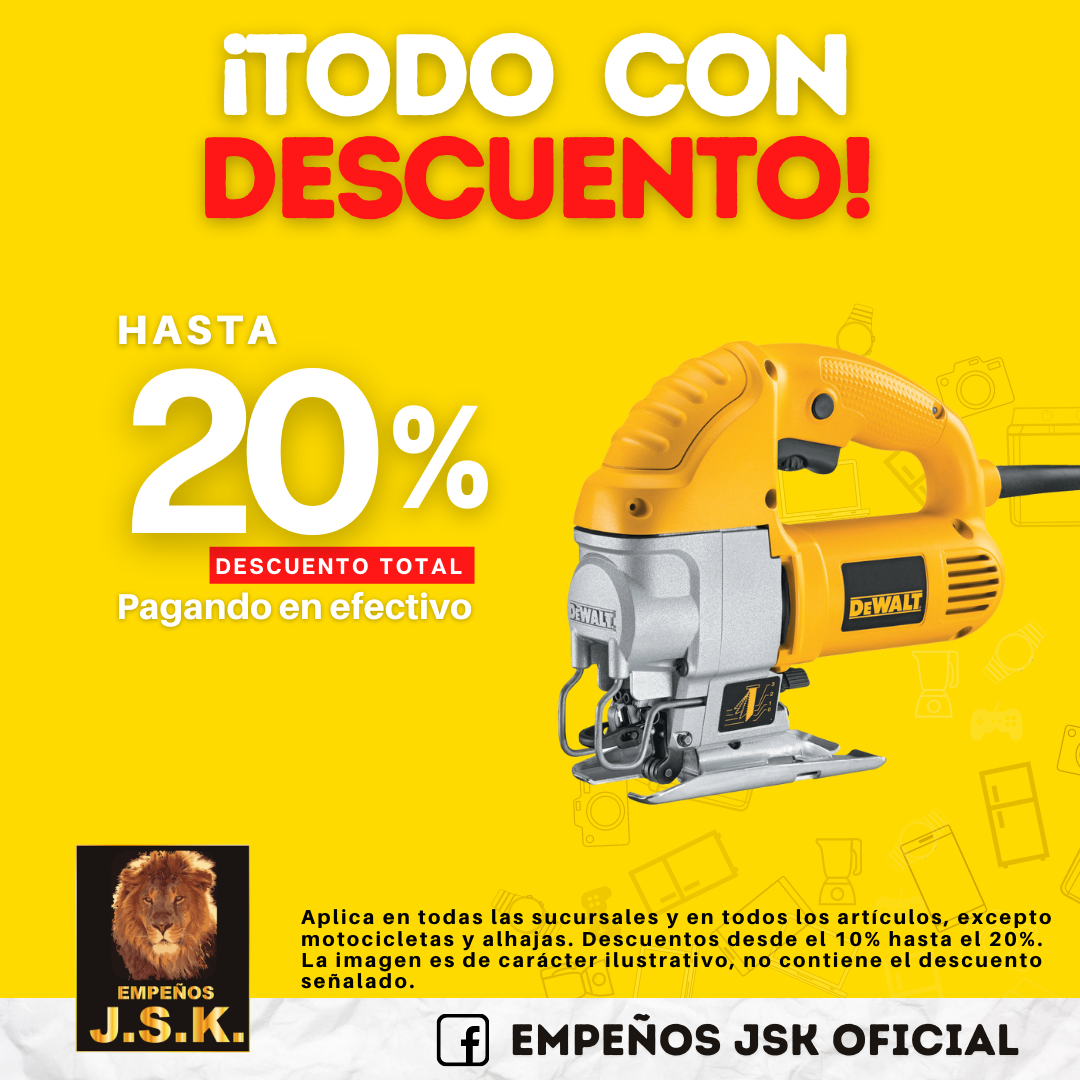 ¡TODO CON
DESCUENTO!
HASTA
20%
DESCUENTO TOTAL
Pagando en efectivo
DEWALT
DEWALT
Aplica en todas las sucursales y en todos los artículos, excepto
motocicletas y alhajas. Descuentos desde el 10% hasta el 20%.
La imagen es de carácter ilustrativo, no contiene el descuento
señalado.
EMPEÑOS
J.S.K.
f EMPEÑOS JSK OFICIAL